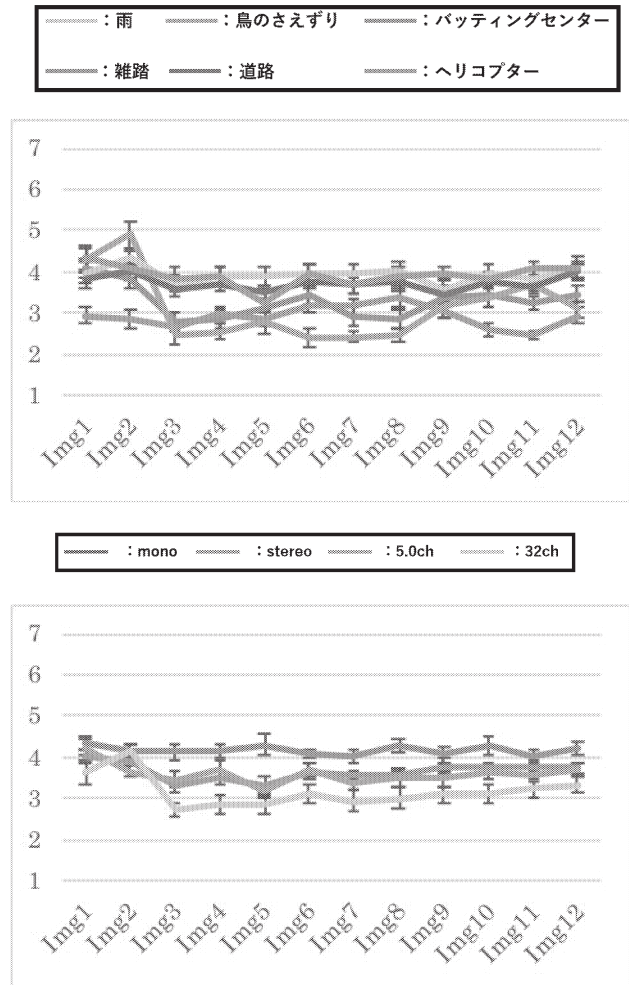 ：雨 ：鳥のさえずり ：バッティングセンター
：雑踏 ：道路 ：ヘリコプター
7
6
5
4
3
2
1
Img1 Img2 Img3 Img4 Img5 Img6 Img7 Img8 Img9 Img10 Img11 Img12
：mono ：stereo ：5.0ch ：32ch
7
6
5
4
3
2
1
Img1 Img2 Img3 Img4 Img5 Img6 Img7 Img8 Img9 Img10 Img11 Img12